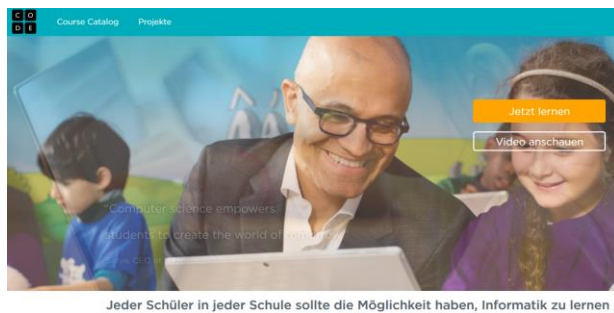 C O
D E
Course Catalog Projekte
Jetzt lernen
Video anschauen
"Computer science empowers
students to create the world of
CEO
Jeder Schüler in jeder Schule sollte die Möglichkeit haben, Informatik zu lernen